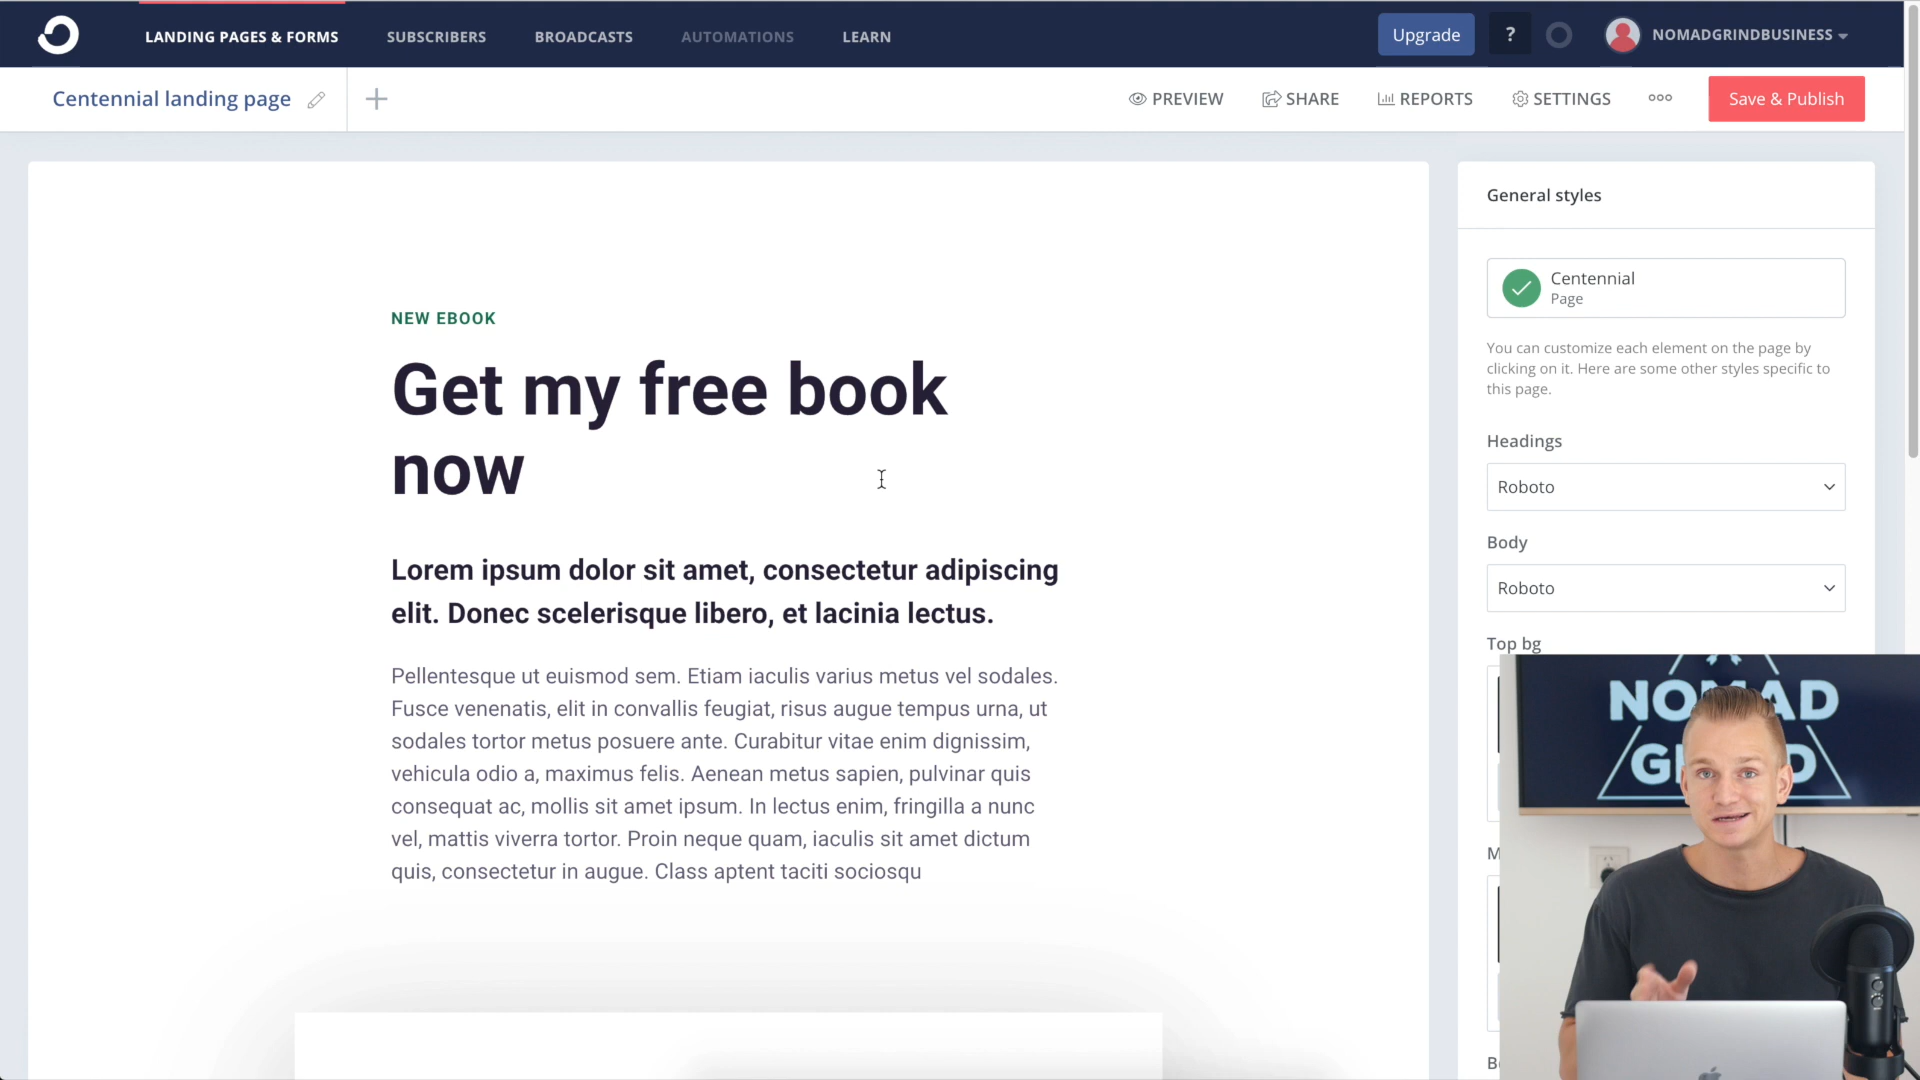 LANDING PAGES & FORMS
SUBSCRIBERS
BROADCASTS
AUTOMATIONS
LEARN
Upgrade
?
NOMADGRINDBUSINESS
Centennial landing page
PREVIEW
SHARE
REPORTS
SETTINGS
Save & Publish
NEW EBOOK
Get my free book
now
Lorem ipsum dolor sit amet, consectetur adipiscing
elit. Donec scelerisque libero, et lacinia lectus.
Pellentesque ut euismod sem. Etiam iaculis varius metus vel sodales.
Fusce venenatis, elit in convallis feugiat, risus augue tempus urna, ut
sodales tortor metus posuere ante. Curabitur vitae enim dignissim,
vehicula odio a, maximus felis. Aenean metus sapien, pulvinar quis
consequat ac, mollis sit amet ipsum. In lectus enim, fringilla a nunc
vel, mattis viverra tortor. Proin neque quam, iaculis sit amet dictum
quis, consectetur in augue. Class aptent taciti sociosqu
General styles
Centennial
Page
You can customize each element on the page by
clicking on it. Here are some other styles specific to
this page.
Headings
Roboto
Body
Roboto
Top bg
NOMAD